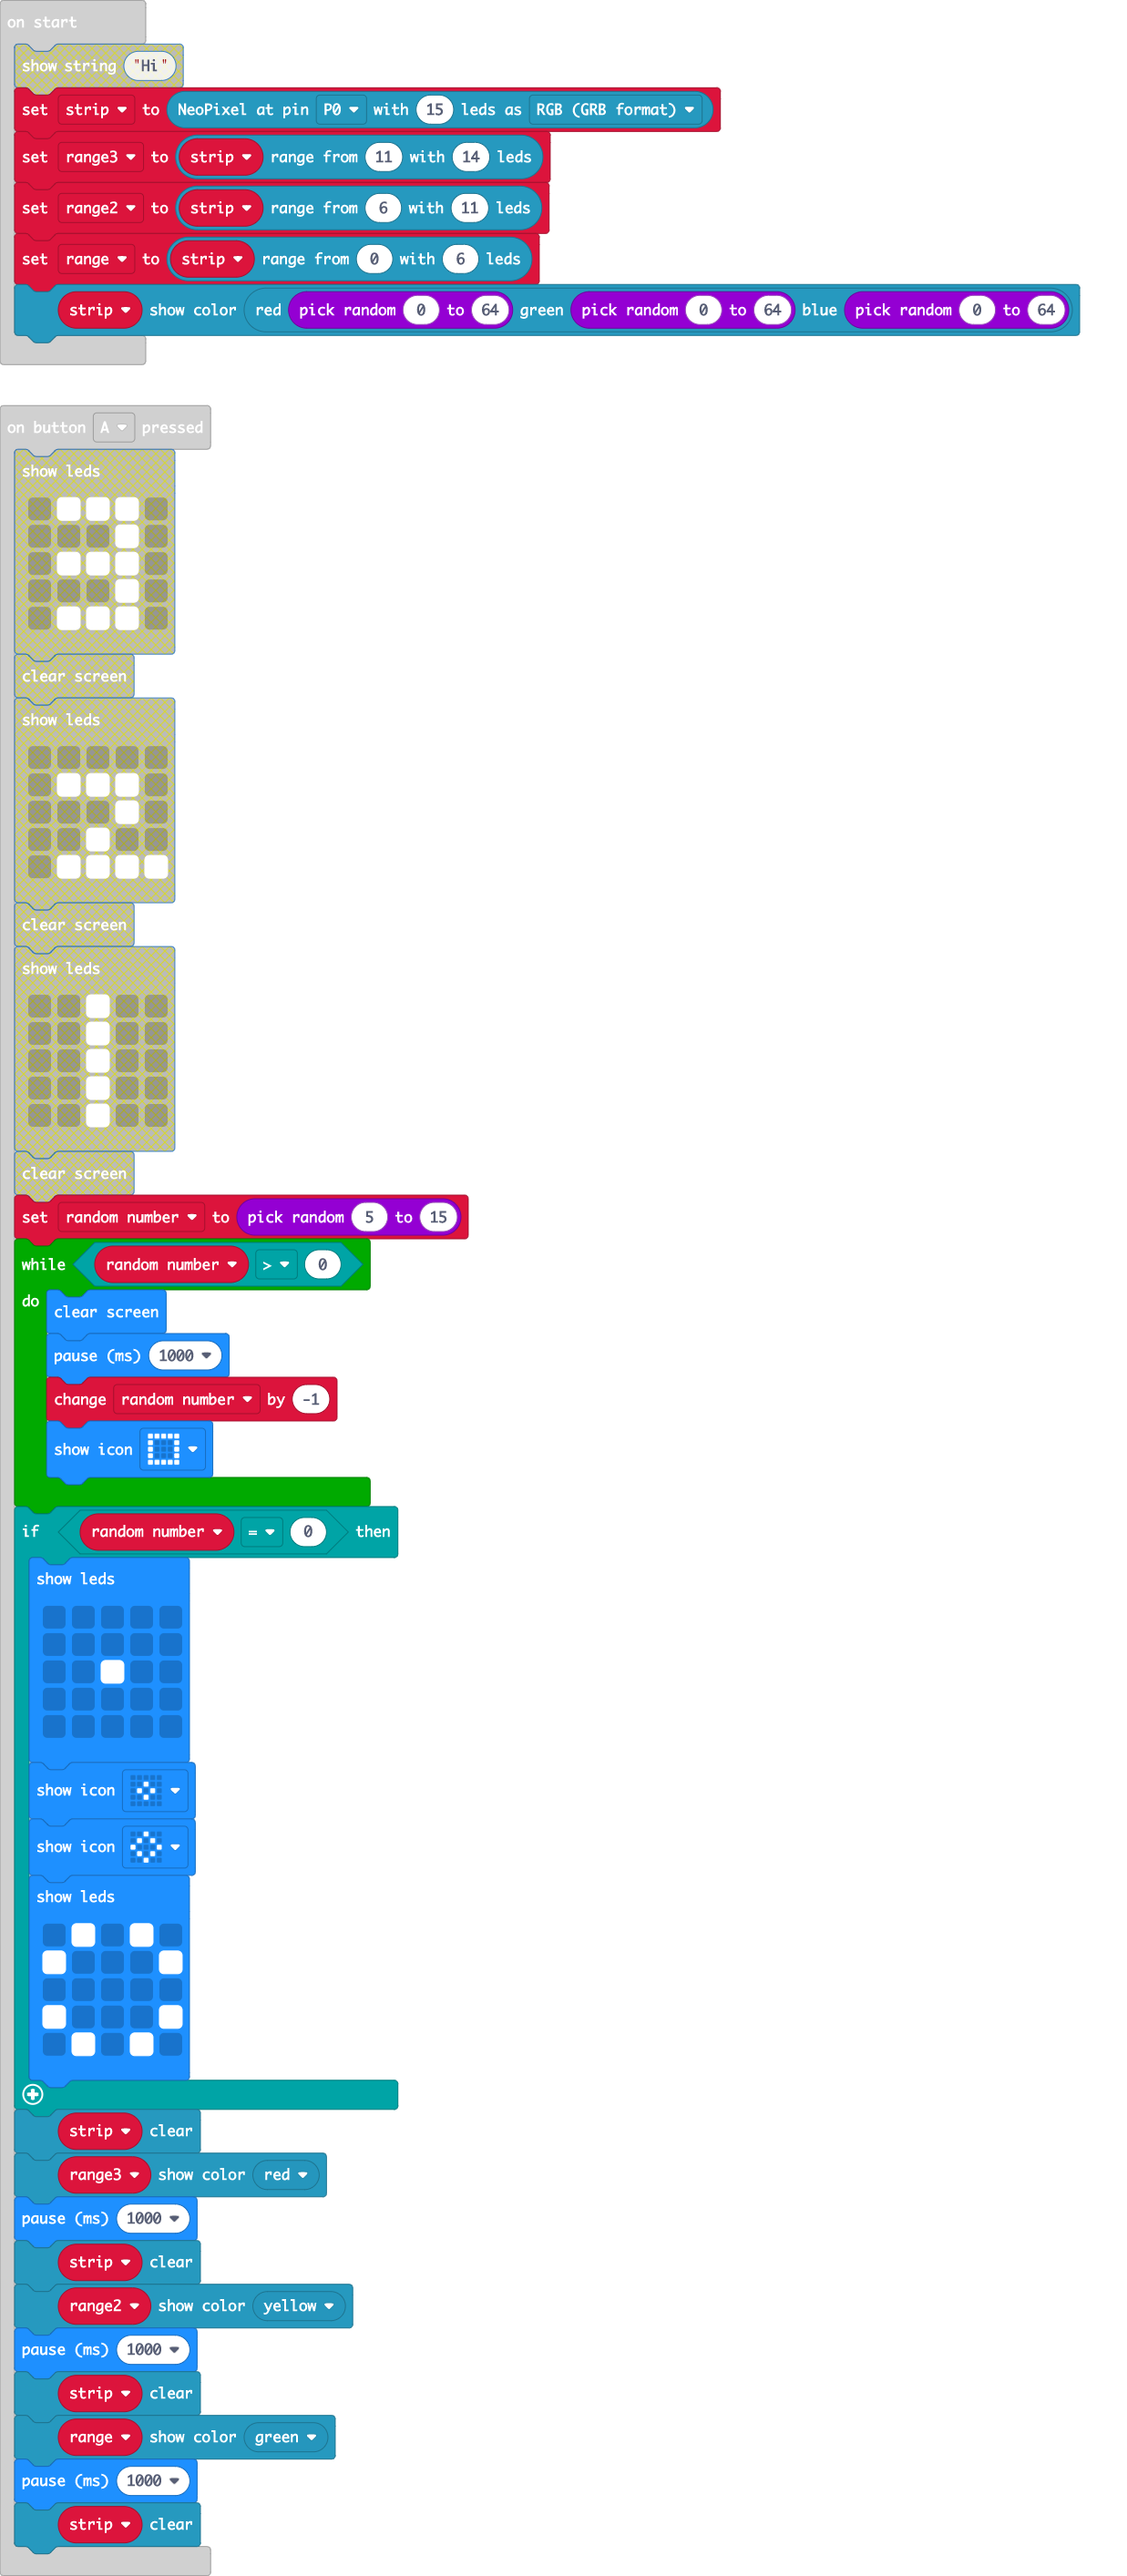 on start
show string "Hi"
set strip to NeoPixel at pin P0 with 15 leds as RGB (GRB format)
set range3 to strip range from 11 with 14 leds
set range2 to strip range from 6 with 11 leds
set range to strip range from 0 with 6 leds
strip show color red pick random 0 to 64 green pick random 0 to 64 blue pick random 0 to 64
on button A pressed
show leds
clear screen
show leds
clear screen
show leds
clear screen
set random number to pick random 5 to 15
while random number > 0
do
clear screen
pause (ms) 1000
change random number by -1
show icon
if random number = 0 then
show leds
show icon
show icon
show leds
strip clear
range3 show color red
pause (ms) 1000
strip clear
range2 show color yellow
pause (ms) 1000
strip clear
range show color green
pause (ms) 1000
strip clear